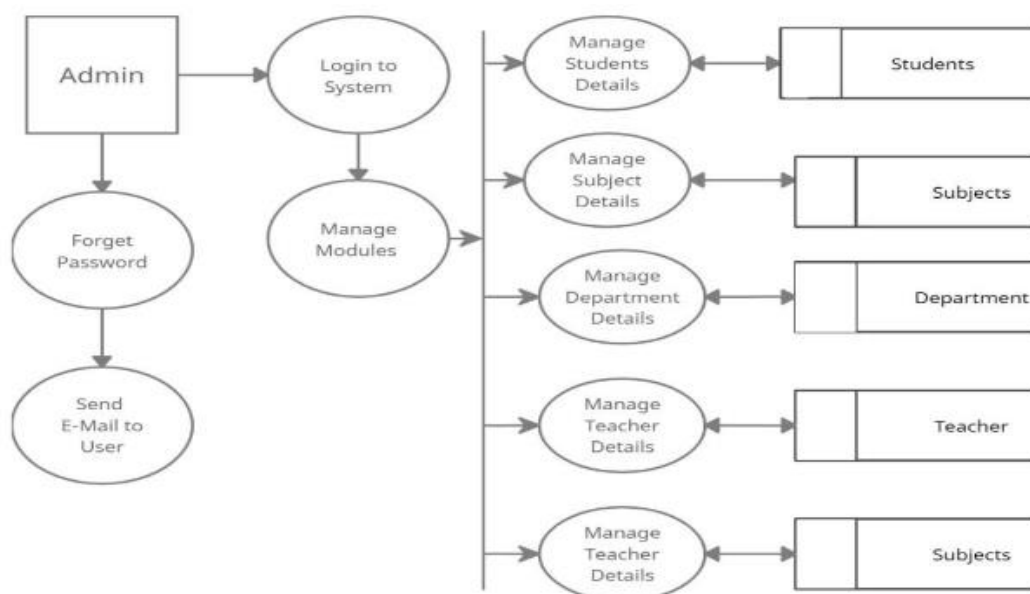 Admin
Login to
System
Manage
Students
Details
Students
Manage
Subject
Details
Subjects
Forget
Password
Manage
Modules
Manage
Department
Details
Department
Send
E-Mail to
User
Manage
Teacher
Details
Teacher
Manage
Teacher
Details
Subjects